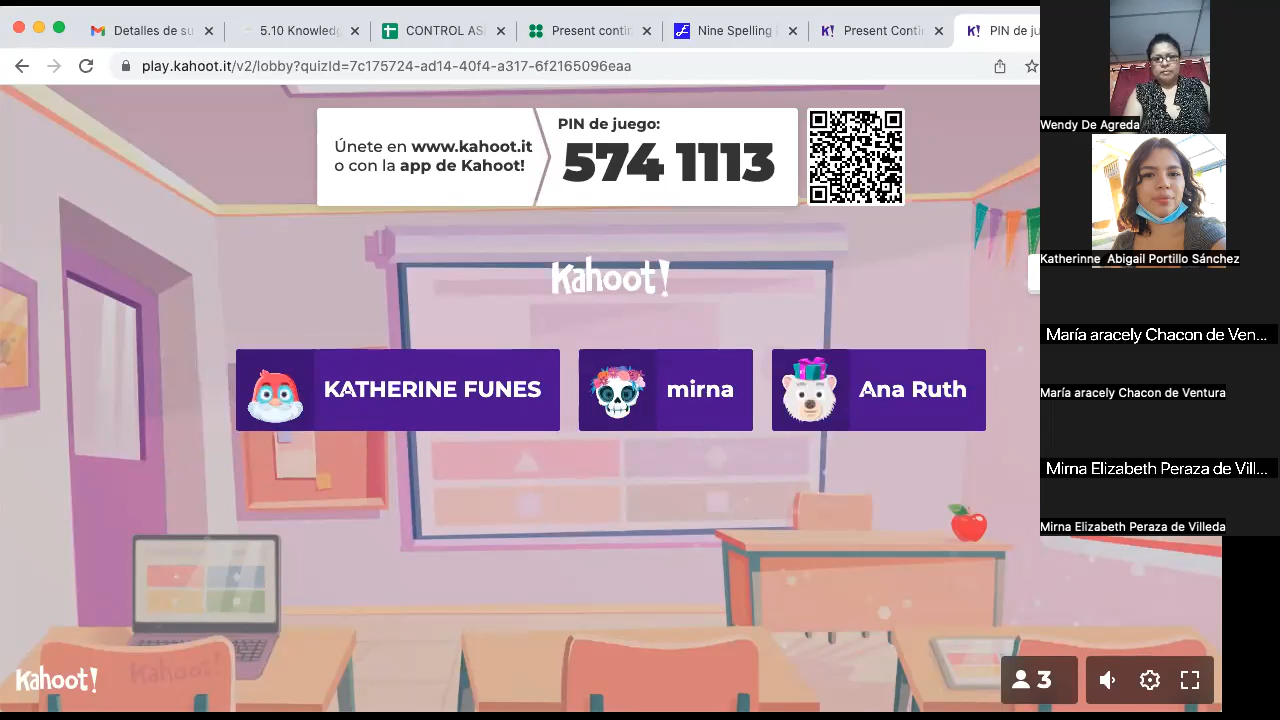 Detalles de su
5.10 Knowledg
CONTROL AS
Present contin
Nine Spelling
Present Contin
PIN de ju
play.kahoot.it/v2/lobby?quizId=7c175724-ad14-40f4-a317-6f2165096eaa
Únete en www.kahoot.it
o con la app de Kahoot!
PIN de juego:
574 1113
Kahoot!
KATHERINE FUNES
mirna
Ana Ruth
Kahoot!
Kahoot!
3
Wendy De Agreda
Katherinne Abigail Portillo Sánchez
María aracely Chacon de Ven...
María aracely Chacon de Ventura
Mirna Elizabeth Peraza de Vill...
Mirna Elizabeth Peraza de Villeda